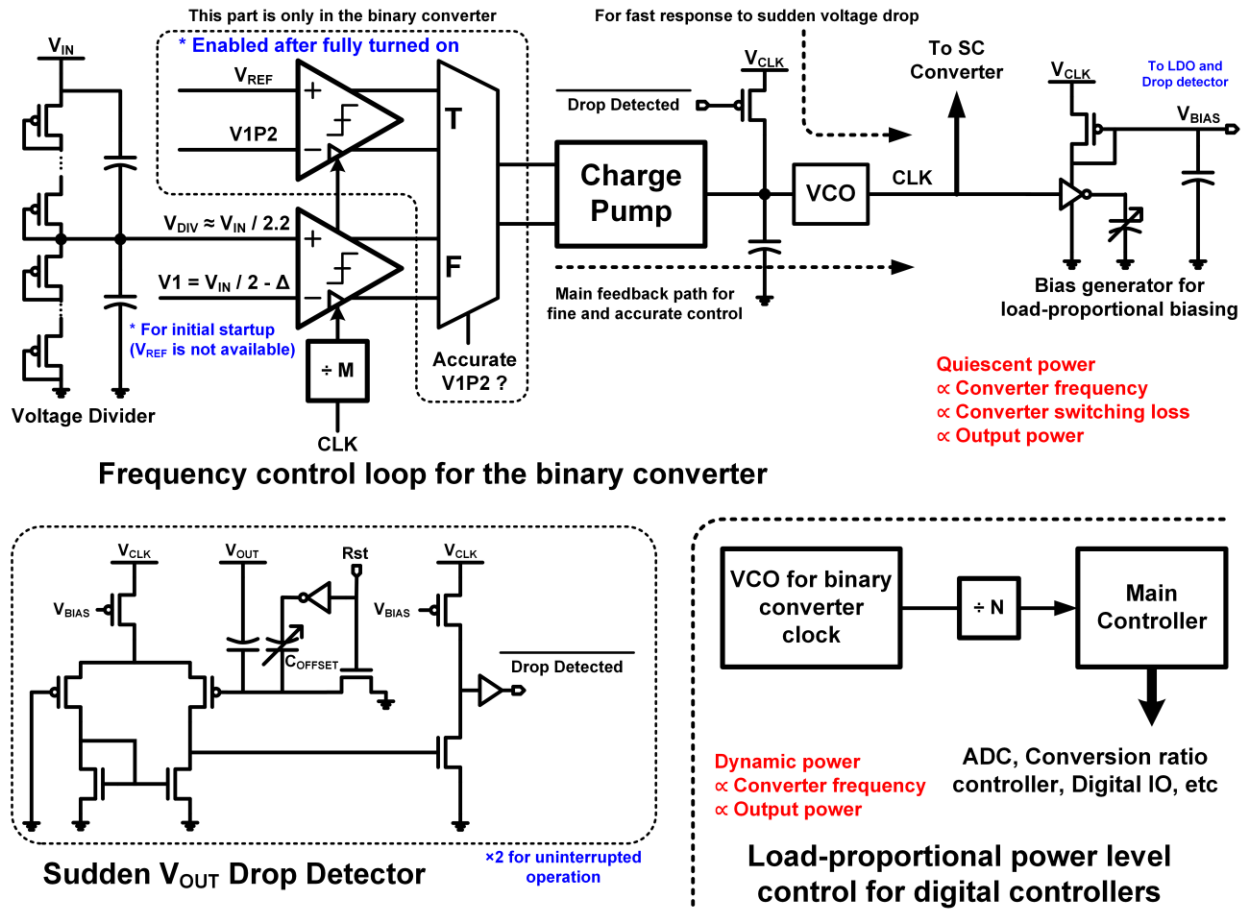 This part is only in the binary converter
For fast response to sudden voltage drop
VIN
* Enabled after fully turned on
VREF
V1P2
+
−
T
F
VDIV ≈ VIN / 2.2
V1 = VIN / 2 - Δ
+
−
* For initial startup
(VREF is not available)
÷ M
CLK
Accurate
V1P2 ?
Voltage Divider
Drop Detected
VCLK
Charge
Pump
VCO
CLK
To SC
Converter
VCLK
To LDO and
Drop detector
VBIAS
Main feedback path for
fine and accurate control
Bias generator for
load-proportional biasing
Quiescent power
∝ Converter frequency
∝ Converter switching loss
∝ Output power
Frequency control loop for the binary converter
VCLK
VOUT
Rst
VCLK
VBIAS
VBIAS
COFFSET
Drop Detected
Sudden VOUT Drop Detector
×2 for uninterrupted
operation
VCO for binary
converter
clock
÷ N
Main
Controller
Dynamic power
∝ Converter frequency
∝ Output power
ADC, Conversion ratio
controller, Digital IO, etc
Load-proportional power level
control for digital controllers